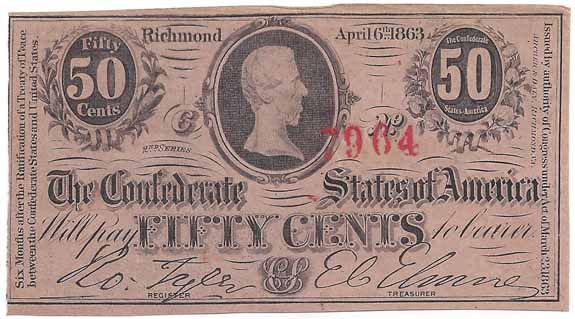 Six Months after the Ratification of a Treaty of Peace
between the Confederate States and United States.
Fifty
50
Cents
Richmond
April 6th 1863
The Confederate
50
States of America
Issued by authority of Congress under Act of March 23 1863
G
2ND SERIES
No
7964
The Confederate States of America
Will pay FIFTY CENTS to bearer.
Ro. Tyler
REGISTER
CS
E C Elmore
TREASURER